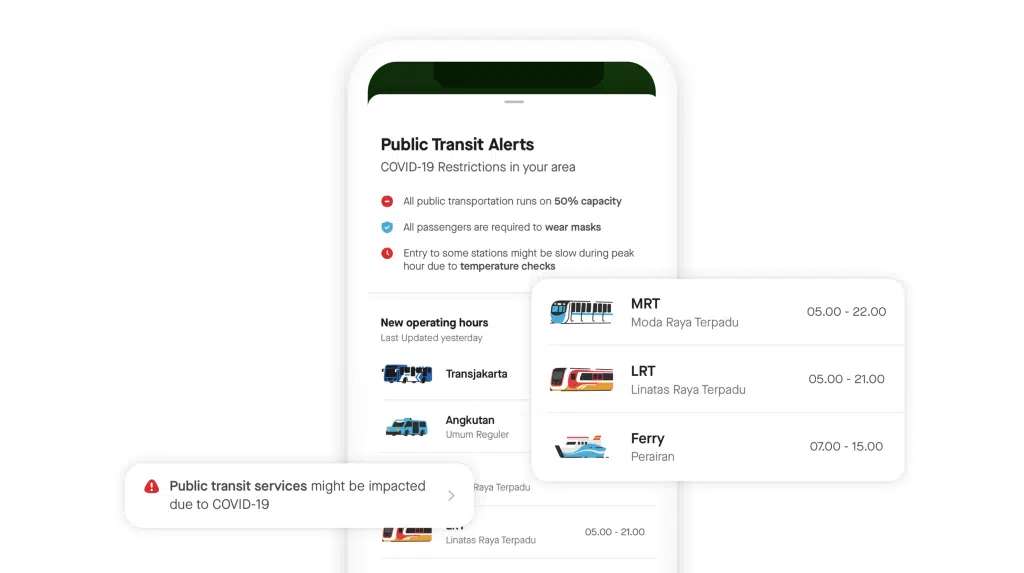 Public Transit Alerts
COVID-19 Restrictions in your area
All public transportation runs on 50% capacity
All passengers are required to wear masks
Entry to some stations might be slow during peak
hour due to temperature checks
New operating hours
Last Updated yesterday
Transjakarta
Angkutan
Umum Reguler
MRT
Moda Raya Terpadu
05.00 - 22.00
LRT
Linatas Raya Terpadu
05.00 - 21.00
Ferry
Perairan
07.00 - 15.00
Public transit services might be impacted
due to COVID-19
Raya Terpadu
LRT
Linatas Raya Terpadu
05.00 - 21.00